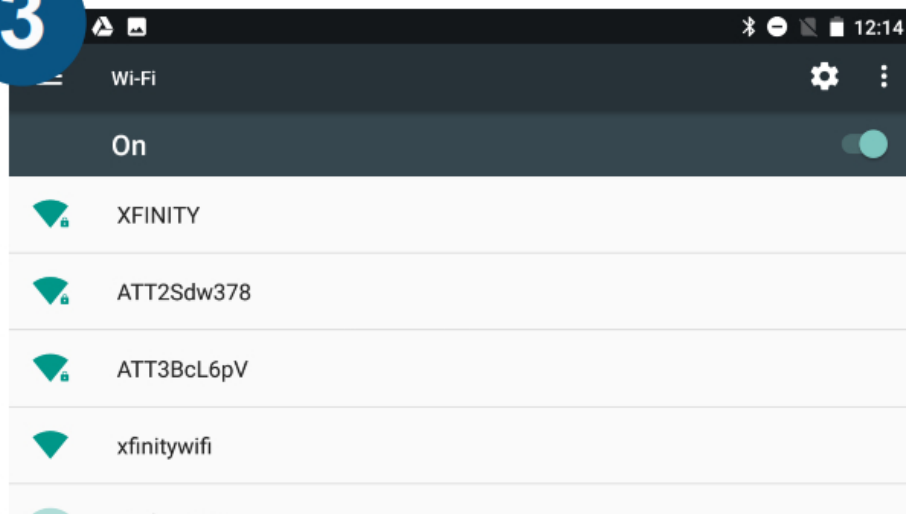 3
12:14
Wi-Fi
On
XFINITY
ATT2Sdw378
ATT3BcL6pV
xfinitywifi